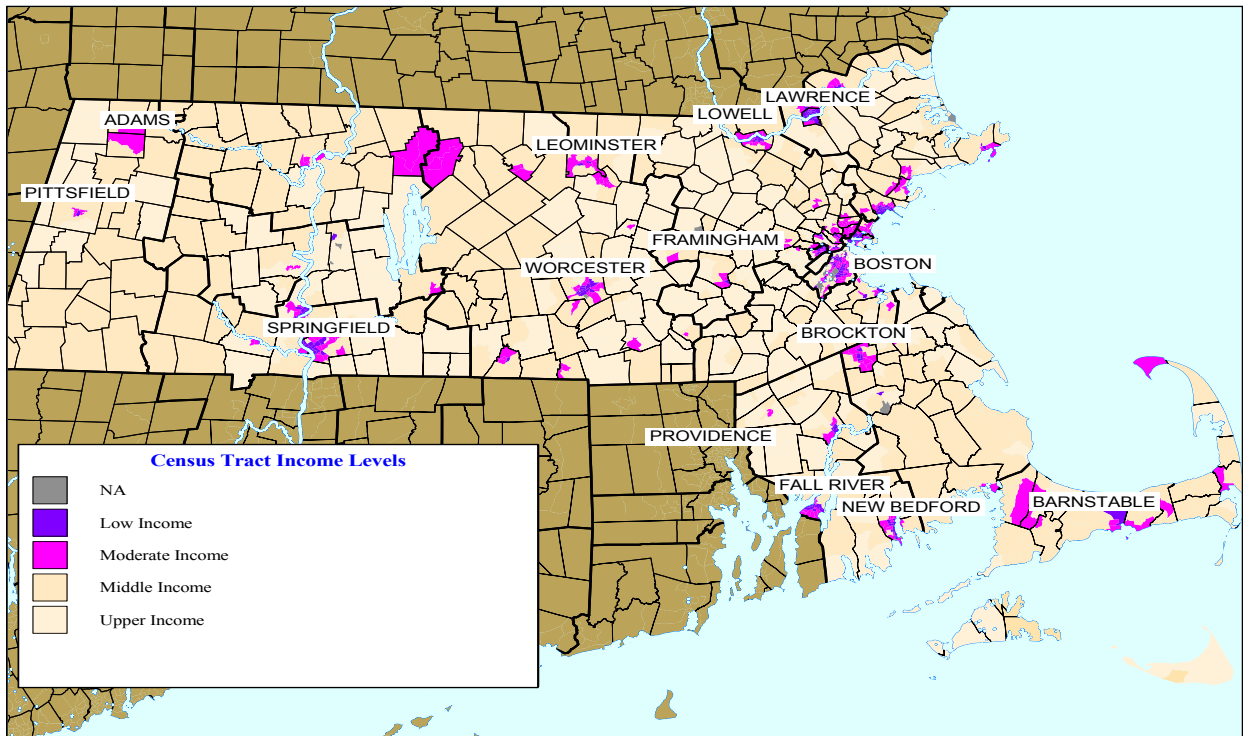 LAWRENCE
LOWELL
ADAMS
LEOMINSTER
PITTSFIELD
FRAMINGHAM
BOSTON
WORCESTER
SPRINGFIELD
BROCKTON
PROVIDENCE
FALL RIVER
NEW BEDFORD
BARNSTABLE
Census Tract Income Levels
NA
Low Income
Moderate Income
Middle Income
Upper Income